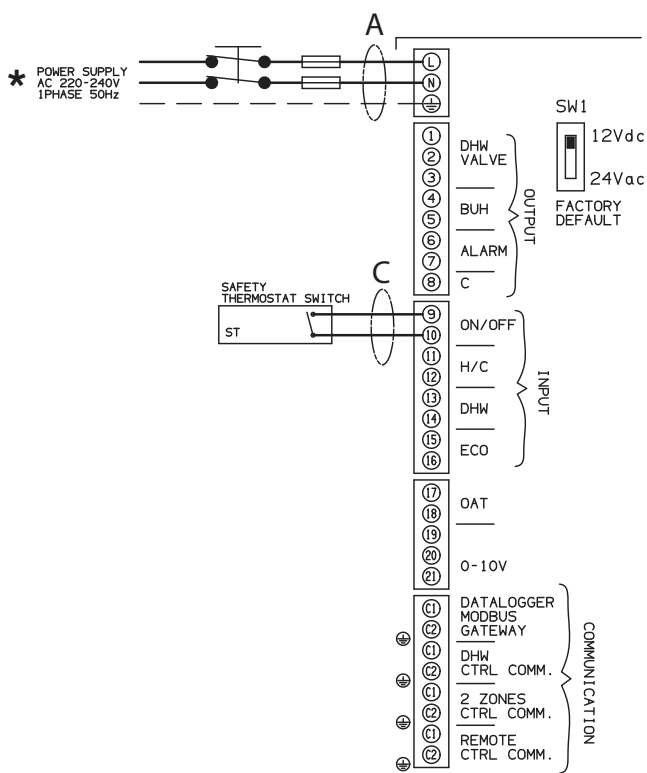 A
* POWER SUPPLY
AC 220-240V
1PHASE 50Hz
L
N
SW1
12Vdc
24Vac
FACTORY
DEFAULT
1
2
3
DHW
VALVE
4
5
BUH
6
7
ALARM
8
C
OUTPUT
SAFETY
THERMOSTAT SWITCH
ST
C
9
10
ON/OFF
11
12
H/C
13
14
DHW
15
16
ECO
INPUT
17
18
OAT
19
20
21
0-10V
C1
C2
DATALOGGER
MODBUS
GATEWAY
C1
C2
DHW
CTRL COMM.
C1
C2
2 ZONES
CTRL COMM.
C1
C2
REMOTE
CTRL COMM.
COMMUNICATION